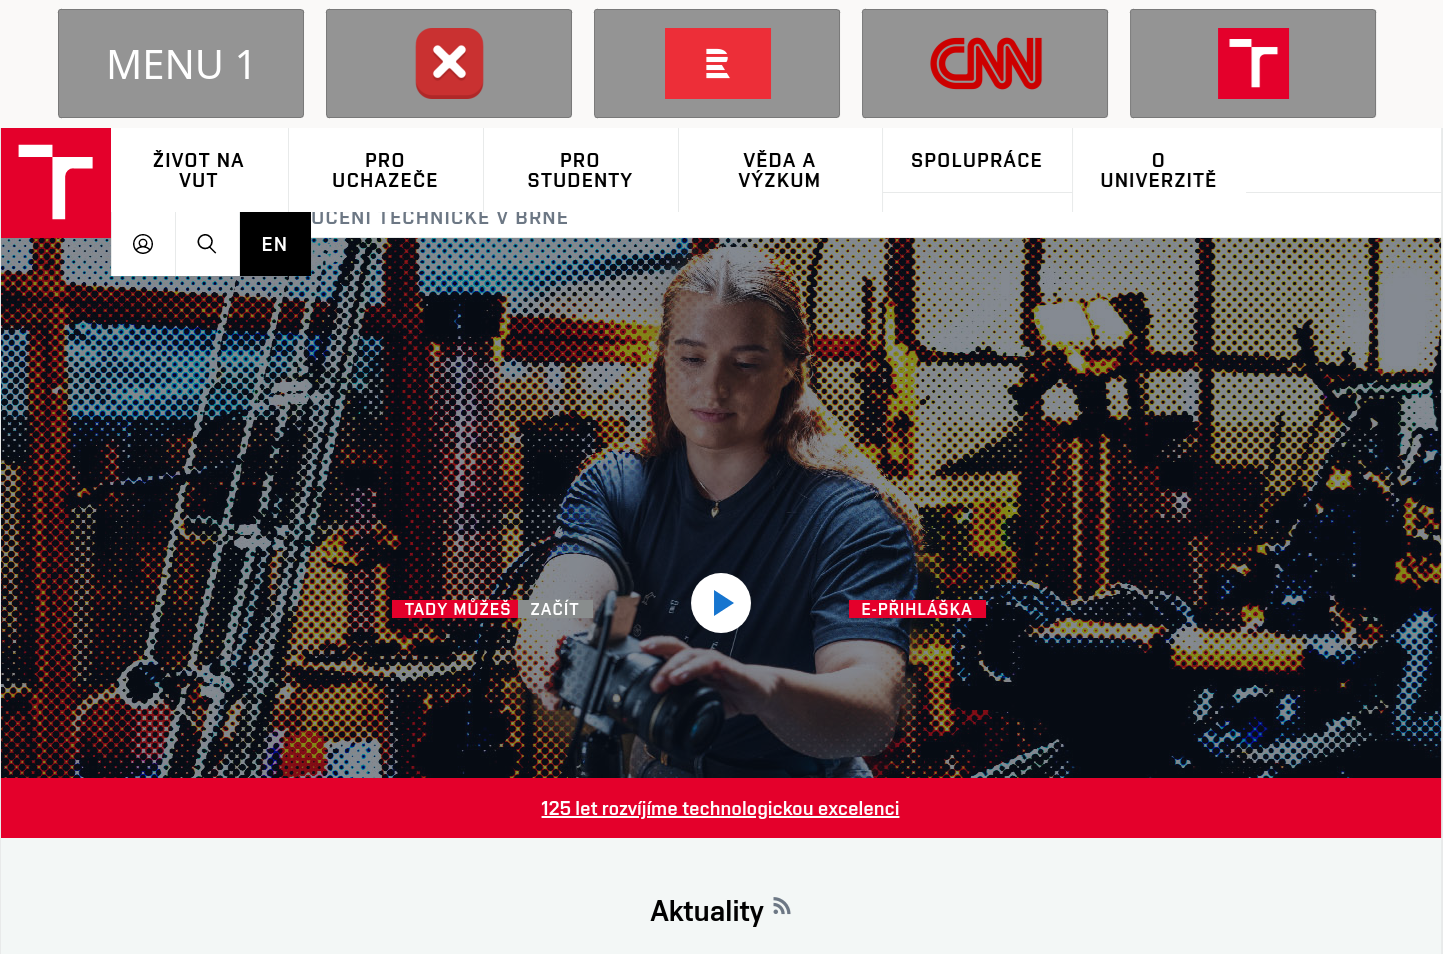 MENU 1
CNN
ŽIVOT NA
VUT
PRO
UCHAZEČE
PRO
STUDENTY
VĚDA A
VÝZKUM
SPOLUPRÁCE
O
UNIVERZITĚ
UČENÍ TECHNICKÉ V BRNĚ
EN
TADY MŮŽEŠ ZAČÍT
E-PŘIHLÁŠKA
125 let rozvíjíme technologickou excelenci
Aktuality